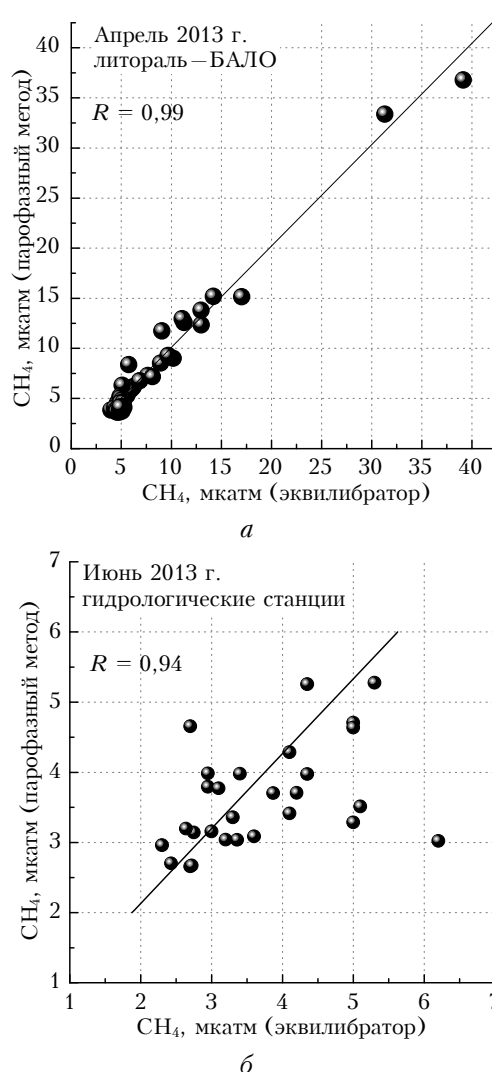 Апрель 2013 г.
литораль–БАЛО
R = 0,99
CH₄, мкатм (парофазный метод)
40
35
30
25
20
15
10
5
0
0 5 10 15 20 25 30 35 40
CH₄, мкатм (эквилибратор)
а
Июнь 2013 г.
гидрологические станции
R = 0,94
CH₄, мкатм (парофазный метод)
7
6
5
4
3
2
1
1 2 3 4 5 6 7
CH₄, мкатм (эквилибратор)
б